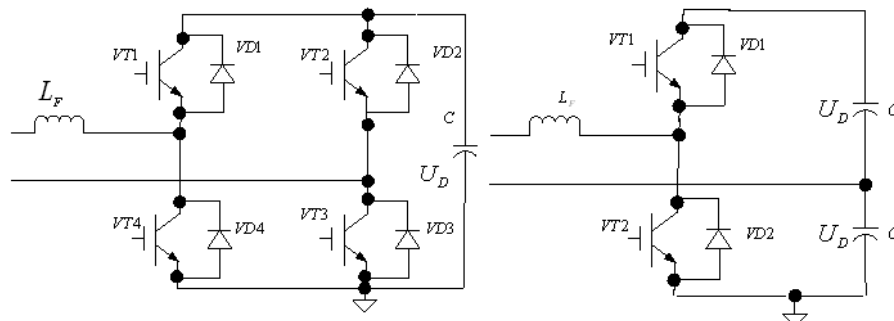 VT1 VD1 VT2 VD2
L_F
C
U_D
VT4 VD4 VT3 VD3
VT1 VD1
L_F
U_D C
VT2 VD2 U_D C